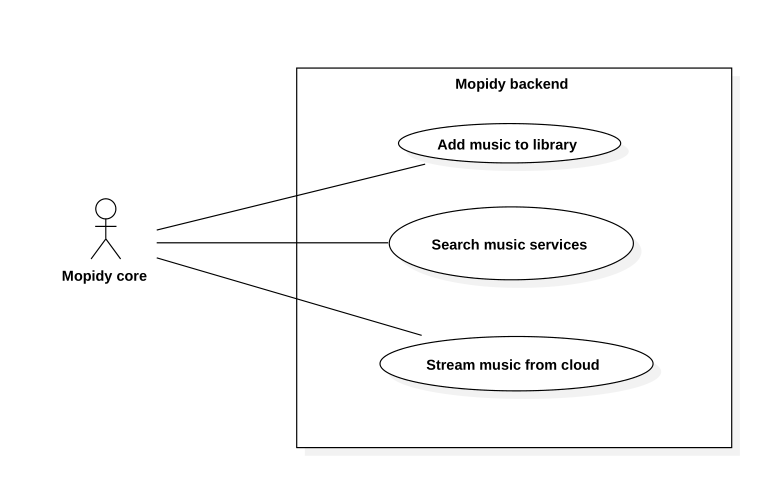 Mopidy backend
Add music to library
Search music services
Mopidy core
Stream music from cloud